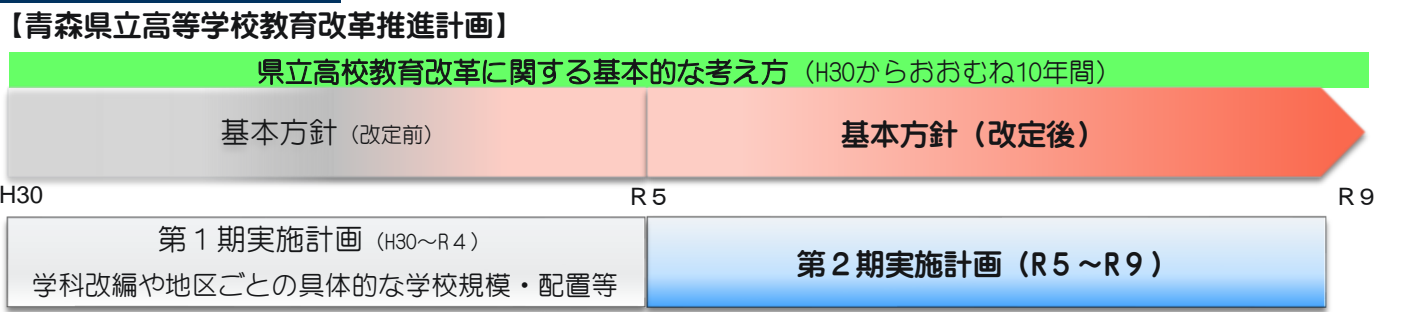 【青森県立高等学校教育改革推進計画】
県立高校教育改革に関する基本的な考え方（H30からおおむね10年間）
基本方針（改定前）
基本方針（改定後）
H30
Ｒ５
Ｒ９
第１期実施計画（H30～Ｒ４）
学科改編や地区ごとの具体的な学校規模・配置等
第２期実施計画（Ｒ５～Ｒ９）